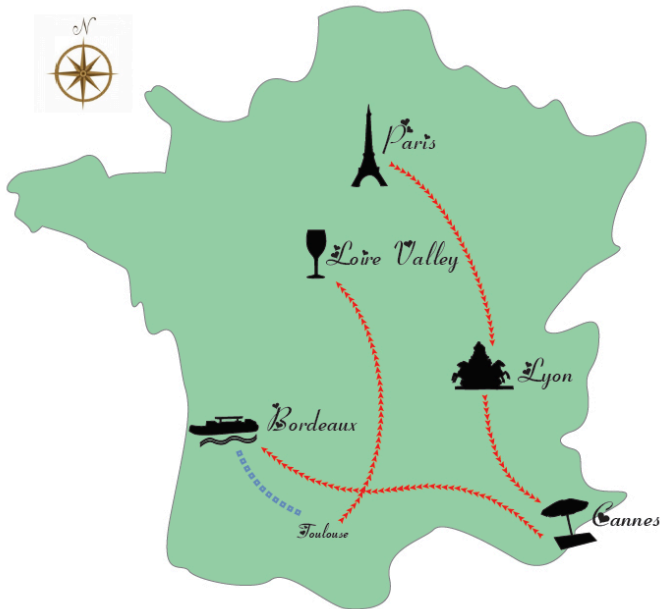 N
Paris
Loire Valley
Lyon
Bordeaux
Cannes
Toulouse